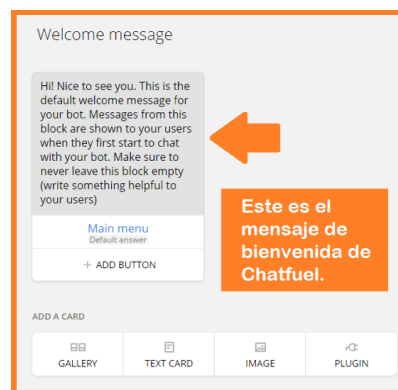 Welcome message
Hi! Nice to see you. This is the
default welcome message for
your bot. Messages from this
block are shown to your users
when they first start to chat
with your bot. Make sure to
never leave this block empty
(write something helpful to
your users)
Main menu
Default answer
+ ADD BUTTON
Este es el
mensaje de
bienvenida de
Chatfuel.
ADD A CARD
GALLERY
TEXT CARD
IMAGE
PLUGIN